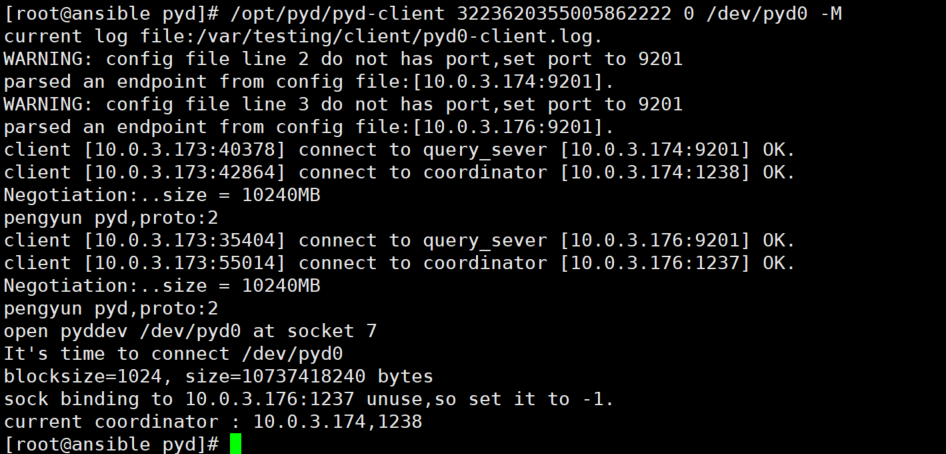 [root@ansible pyd]# /opt/pyd/pyd-client 3223620355005862222 0 /dev/pyd0 -M
current log file:/var/testing/client/pyd0-client.log.
WARNING: config file line 2 do not has port,set port to 9201
parsed an endpoint from config file:[10.0.3.174:9201].
WARNING: config file line 3 do not has port,set port to 9201
parsed an endpoint from config file:[10.0.3.176:9201].
client [10.0.3.173:40378] connect to query_sever [10.0.3.174:9201] OK.
client [10.0.3.173:42864] connect to coordinator [10.0.3.174:1238] OK.
Negotiation:..size = 10240MB
pengyun pyd,proto:2
client [10.0.3.173:35404] connect to query_sever [10.0.3.176:9201] OK.
client [10.0.3.173:55014] connect to coordinator [10.0.3.176:1237] OK.
Negotiation:..size = 10240MB
pengyun pyd,proto:2
open pyddev /dev/pyd0 at socket 7
It's time to connect /dev/pyd0
blocksize=1024, size=10737418240 bytes
sock binding to 10.0.3.176:1237 unuse,so set it to -1.
current coordinator : 10.0.3.174,1238
[root@ansible pyd]#